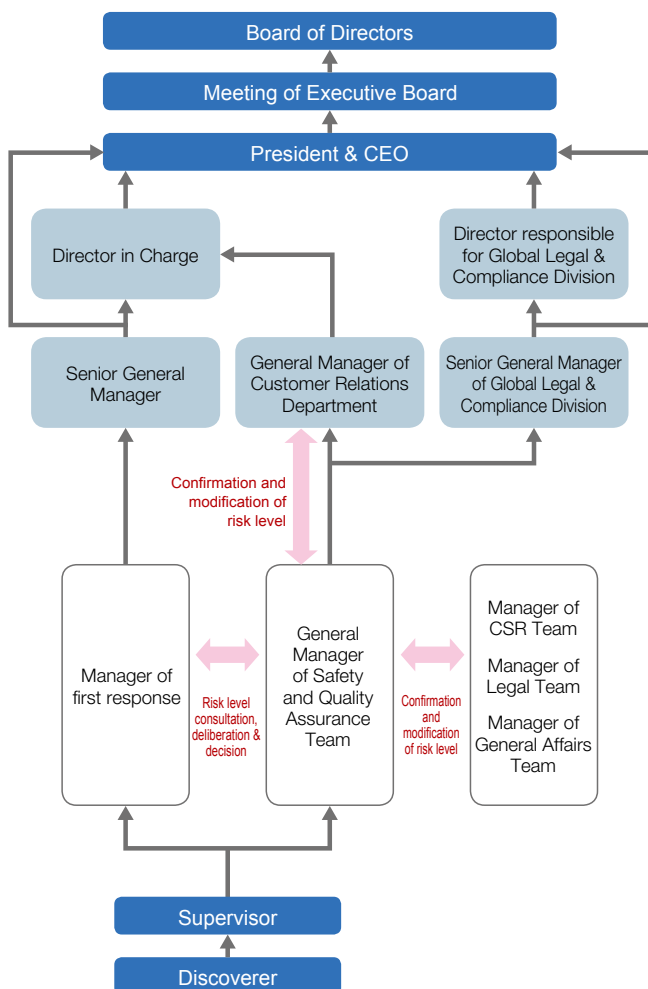 Board of Directors
Meeting of Executive Board
President & CEO
Director in Charge
Director responsible
for Global Legal &
Compliance Division
Senior General
Manager
General Manager of
Customer Relations
Department
Senior General Manager
of Global Legal &
Compliance Division
Confirmation and
modification of
risk level
Manager of
first response
Risk level
consultation,
deliberation &
decision
General
Manager
of Safety
and Quality
Assurance
Team
Confirmation
and
modification
of risk level
Manager of
CSR Team
Manager of
Legal Team
Manager of
General Affairs
Team
Supervisor
Discoverer